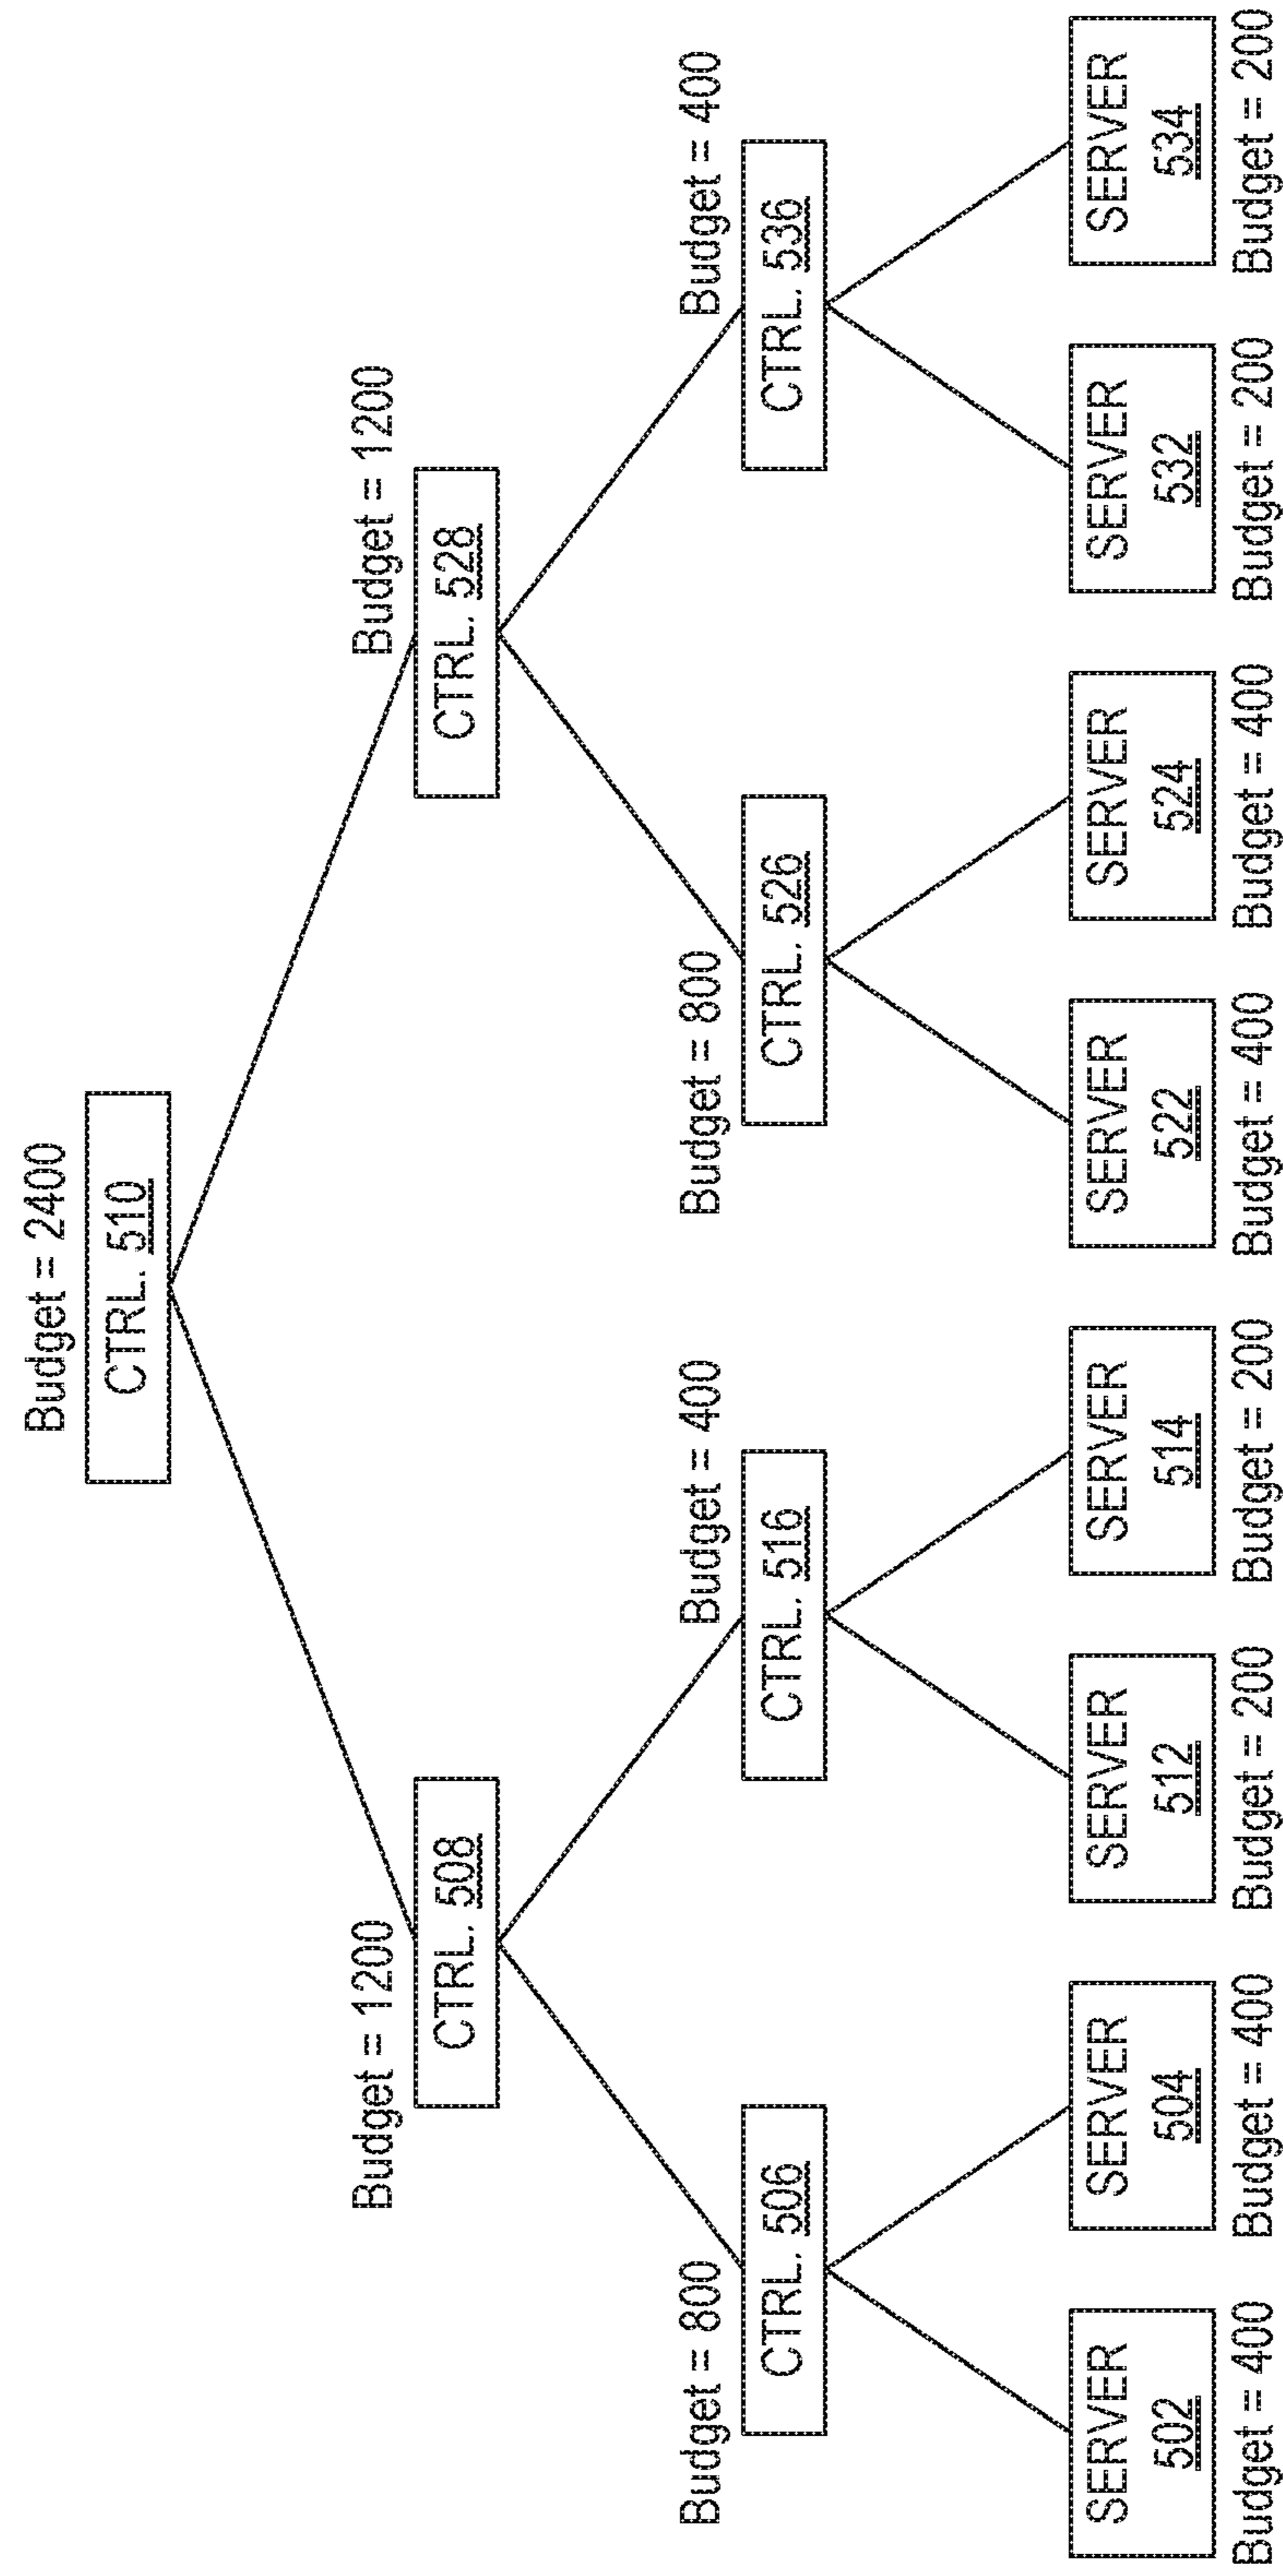 Budget = 2400
CTRL. 510
Budget = 1200
CTRL. 508
Budget = 1200
CTRL. 528
Budget = 800
CTRL. 506
Budget = 400
CTRL. 516
Budget = 800
CTRL. 526
Budget = 400
CTRL. 536
SERVER
502
Budget = 400
SERVER
504
Budget = 400
SERVER
512
Budget = 200
SERVER
514
Budget = 200
SERVER
522
Budget = 400
SERVER
524
Budget = 400
SERVER
532
Budget = 200
SERVER
534
Budget = 200